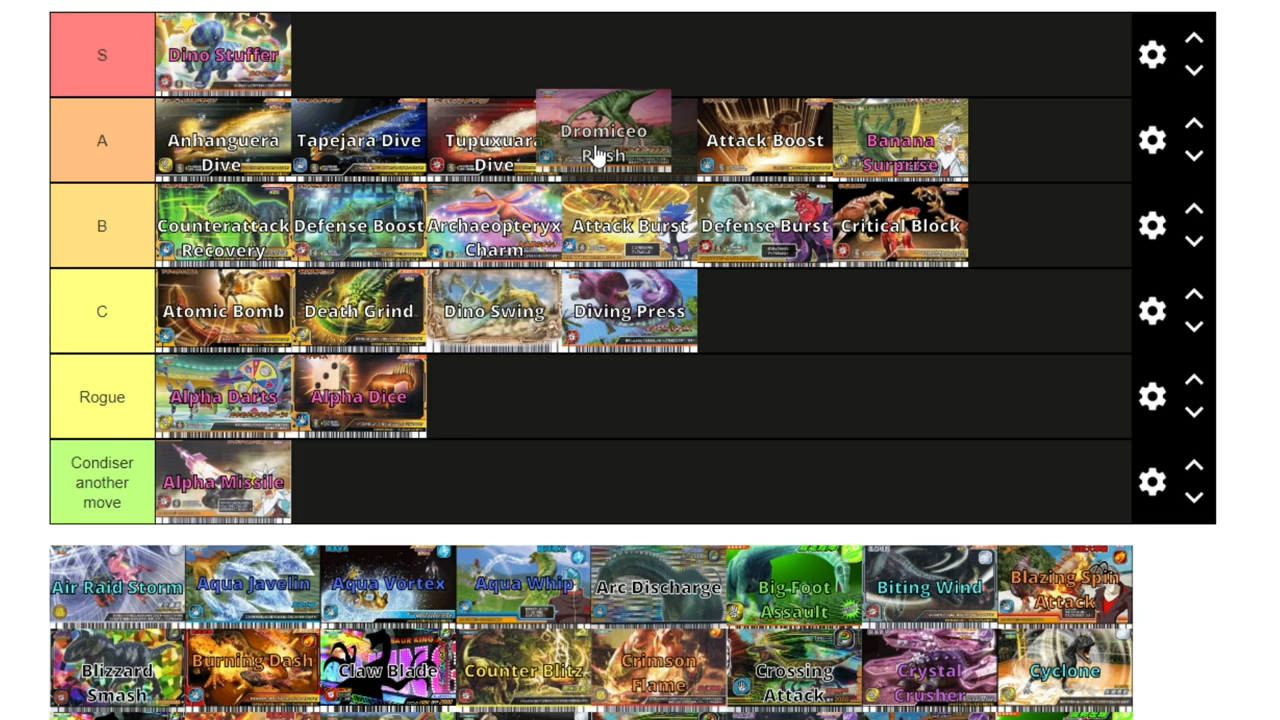 S
Dino Stuffer
A
Anhanguera
Dive
Tapejara Dive
Tupuxuara
Dive
Dromiceo
Rush
Attack Boost
Banana
Surprise
B
Counterattack
Recovery
Defense Boost
Archaeopteryx
Charm
Attack Burst
Defense Burst
Critical Block
C
Atomic Bomb
Death Grind
Dino Swing
Diving Press
Rogue
Alpha Darts
Alpha Dice
Condiser
another
move
Alpha Missile
Air Raid Storm
Aqua Javelin
Aqua Vortex
Aqua Whip
Arc Discharge
Big Foot
Assault
Biting Wind
Blazing Spin
Attack
Blizzard
Smash
Burning Dash
Claw Blade
Counter Blitz
Crimson
Flame
Crossing
Attack
Crystal
Crusher
Cyclone